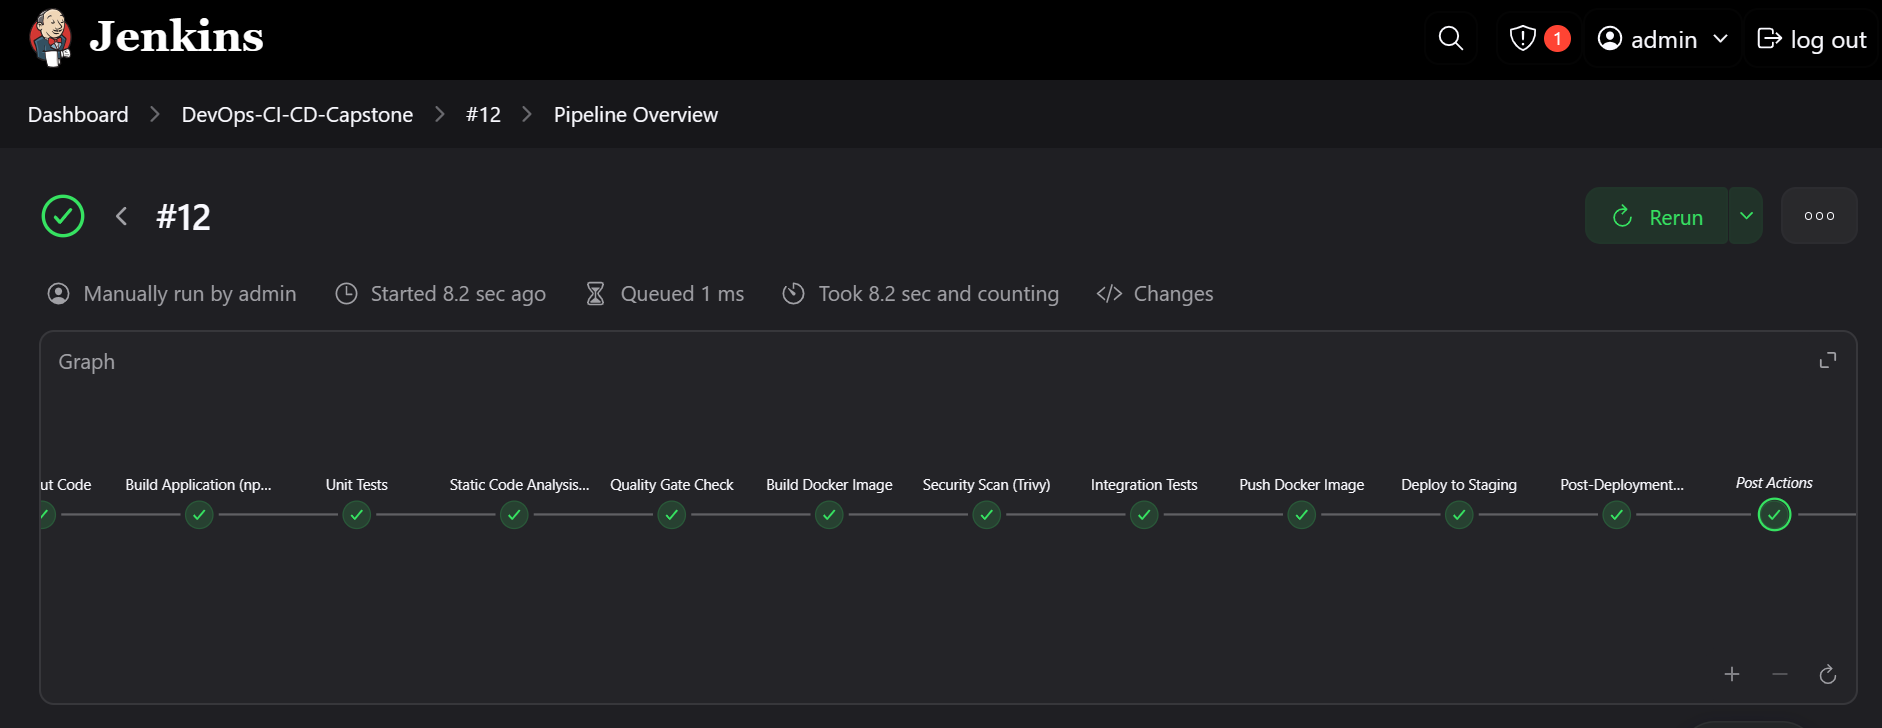 Jenkins
1
admin
log out
Dashboard
DevOps-CI-CD-Capstone
#12
Pipeline Overview
#12
Rerun
Manually run by admin
Started 8.2 sec ago
Queued 1 ms
Took 8.2 sec and counting
Changes
Graph
ut Code
Build Application (np...
Unit Tests
Static Code Analysis...
Quality Gate Check
Build Docker Image
Security Scan (Trivy)
Integration Tests
Push Docker Image
Deploy to Staging
Post-Deployment...
Post Actions